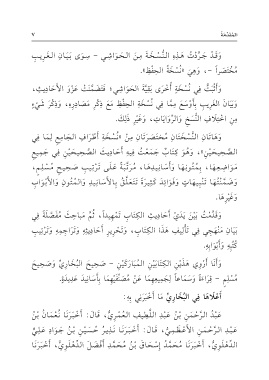 المُقَدِّمَةُ ٧
وَقَدْ جَرَّدْتُ هَذِهِ النُّسْخَةَ مِنَ الحَوَاشِي - سِوَى بَيَانِ الغَرِيبِ
مُخْتَصَرًا -، وَهِيَ «نُسْخَةُ الحِفْظِ».
وَأَثْبَتُّ فِي نُسْخَةٍ أُخْرَى بَقِيَّةَ الحَوَاشِي؛ فَتَضَمَّنَتْ عَزْوَ الأَحَادِيثِ،
وَبَيَانَ الغَرِيبِ بِأَوْسَعَ مِمَّا فِي نُسْخَةِ الحِفْظِ مَعَ ذِكْرِ مَصَادِرِهِ، وَذِكْرَ شَيْءٍ
مِنِ اخْتِلَافِ النُّسَخِ وَالرِّوَايَاتِ، وَغَيْرَ ذَلِكَ.
وَهَاتَانِ النُّسْخَتَانِ مُخْتَصَرَتَانِ مِنْ «نُسْخَةِ أَطْرَافِ الجَامِعِ لِمَا فِي
الصَّحِيحَيْنِ»، وَهُوَ كِتَابٌ جَمَعْتُ فِيهِ أَحَادِيثَ الصَّحِيحَيْنِ فِي جَمِيعِ
مَوَاضِعِهَا، بِمُتُونِهَا وَأَسَانِيدِهَا، مُرَتَّبَةً عَلَى تَرْتِيبِ صَحِيحِ مُسْلِمٍ،
وَضَمَّنْتُهَا تَنْبِيهَاتٍ وَفَوَائِدَ كَثِيرَةً تَتَعَلَّقُ بِالأَسَانِيدِ وَالمُتُونِ وَالأَبْوَابِ
وَغَيْرِهَا.
وَقَدَّمْتُ بَيْنَ يَدَيْ أَحَادِيثِ الكِتَابِ تَمْهِيدًا، ثُمَّ مَبَاحِثَ مُفَصَّلَةً فِي
بَيَانِ مَنْهَجِي فِي تَأْلِيفِ هَذَا الكِتَابِ، وَتَحْرِيرِ أَحَادِيثِهِ وَتَرَاجِمِهِ وَتَرْتِيبِ
كُتُبِهِ وَأَبْوَابِهِ.
وَأَنَا أَرْوِي هَذَيْنِ الكِتَابَيْنِ المُبَارَكَيْنِ - صَحِيحَ البُخَارِيِّ وَصَحِيحَ
مُسْلِمٍ - قِرَاءَةً وَسَمَاعًا لِجَمِيعِهِمَا عَنْ مُصَنِّفَيْهِمَا بِأَسَانِيدَ عَدِيدَةٍ.
أَعْلَاهَا فِي البُخَارِيِّ مَا أَخْبَرَنِي بِهِ:
عَبْدُ الرَّحْمَنِ بْنُ عَبْدِ اللَّطِيفِ العُمَرِيُّ، قَالَ: أَخْبَرَنَا نُعْمَانُ بْنُ
عَبْدِ الرَّحْمَنِ الأَعْظَمِيُّ، قَالَ: أَخْبَرَنَا نَذِيرُ حُسَيْنِ بْنُ جَوَادِ عَلِيٍّ
الدِّهْلَوِيُّ، أَخْبَرَنَا مُحَمَّدُ إِسْحَاقَ بْنُ مُحَمَّدٍ أَفْضَلَ الدِّهْلَوِيُّ، أَخْبَرَنَا